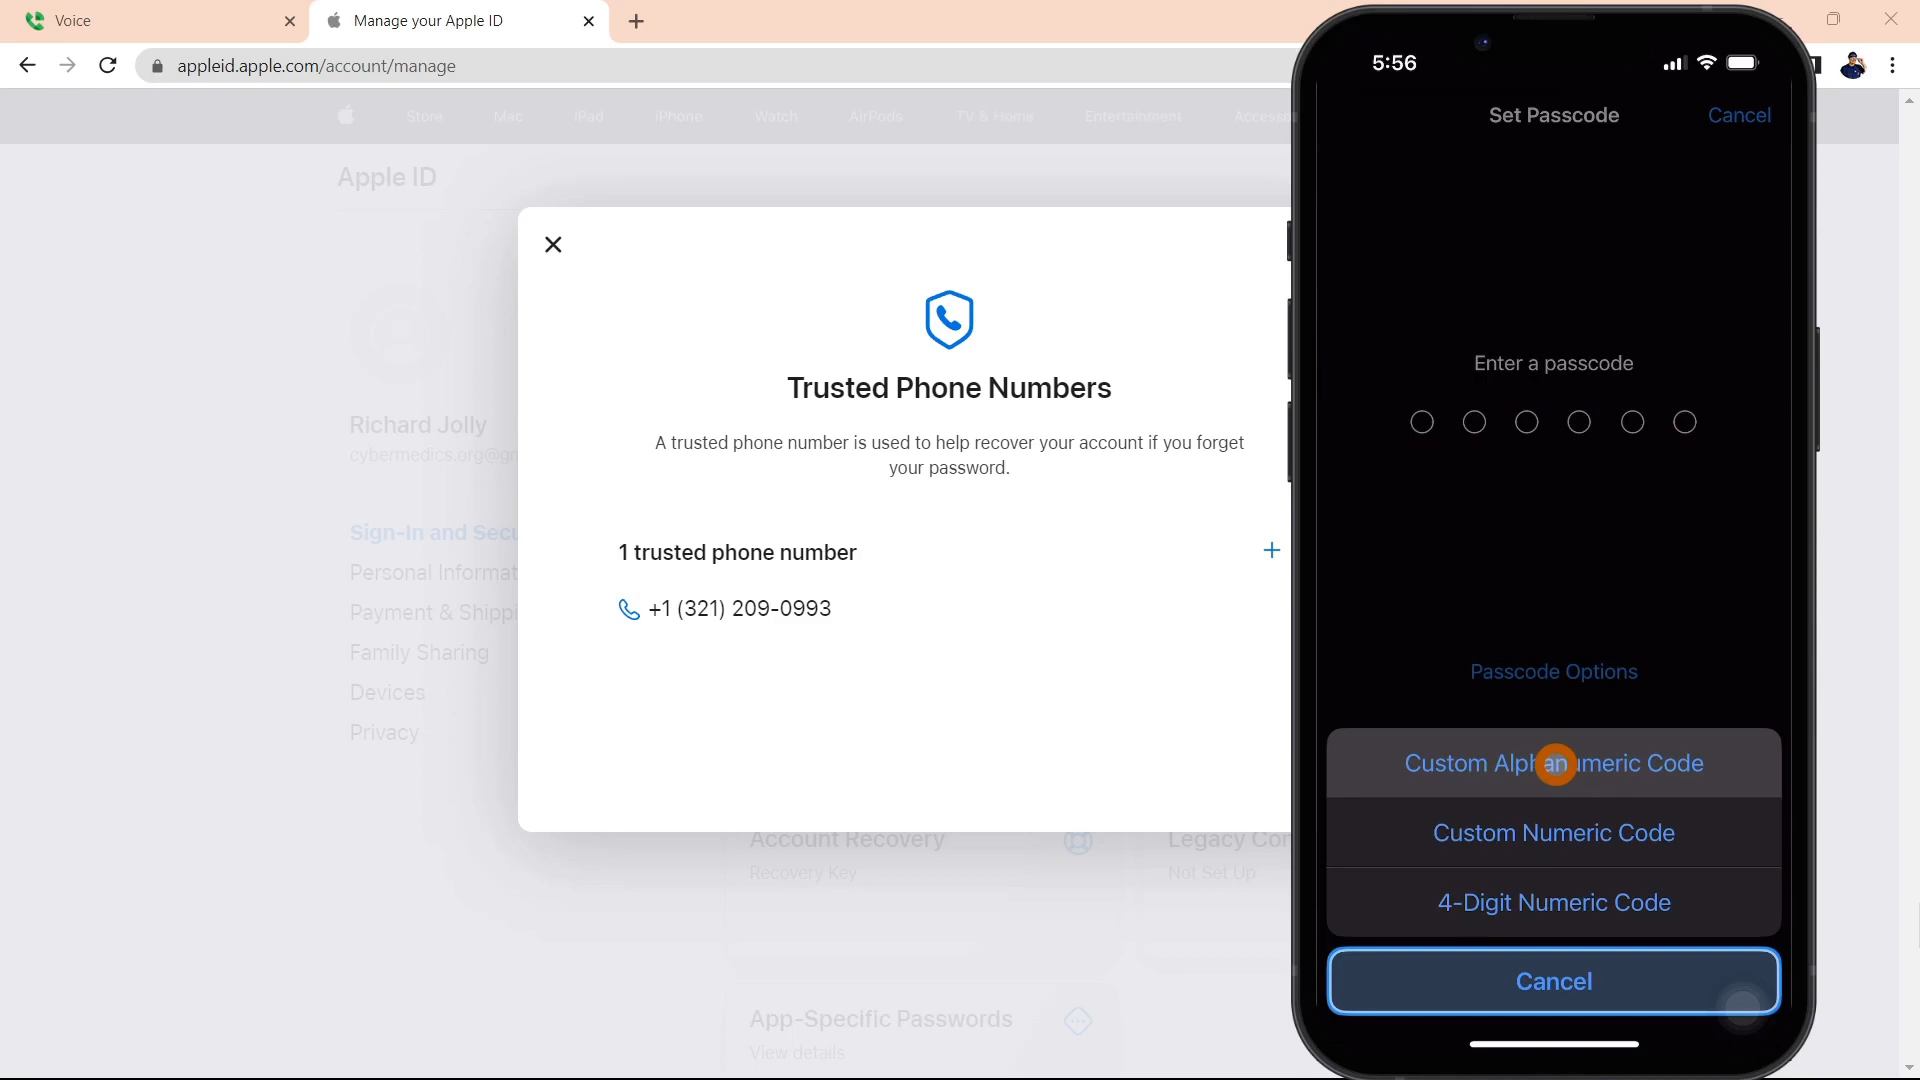 Voice
Manage your Apple ID
appleid.apple.com/account/manage
Store Mac iPad iPhone Watch AirPods TV & Home Entertainment
Apple ID
Richard Jolly
Sign-In and
Personal
Payment &
Family Sharing
Devices
Privacy
Trusted Phone Numbers
A trusted phone number is used to help recover your account if you forget
your password.
1 trusted phone number
+1 (321) 209-0993
Account Recovery
Recovery Key
Legacy
Not Set Up
App-Specific Passwords
View details
5:56
Set Passcode
Cancel
Enter a passcode
Passcode Options
Custom Alphanumeric Code
Custom Numeric Code
4-Digit Numeric Code
Cancel